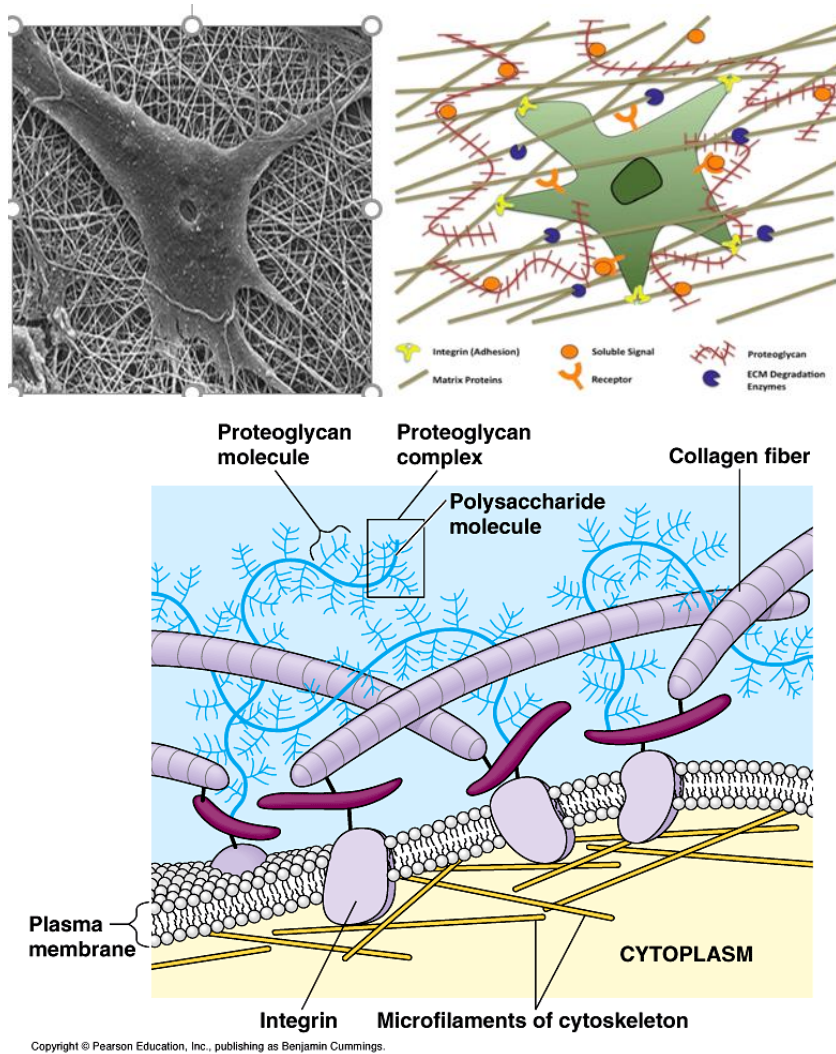 Integrin (Adhesion)
Soluble Signal
Proteoglycan
Matrix Proteins
Receptor
ECM Degradation
Enzymes
Proteoglycan
molecule
Proteoglycan
complex
Collagen fiber
Polysaccharide
molecule
Plasma
membrane
CYTOPLASM
Integrin
Microfilaments of cytoskeleton
Copyright © Pearson Education, Inc., publishing as Benjamin Cummings.